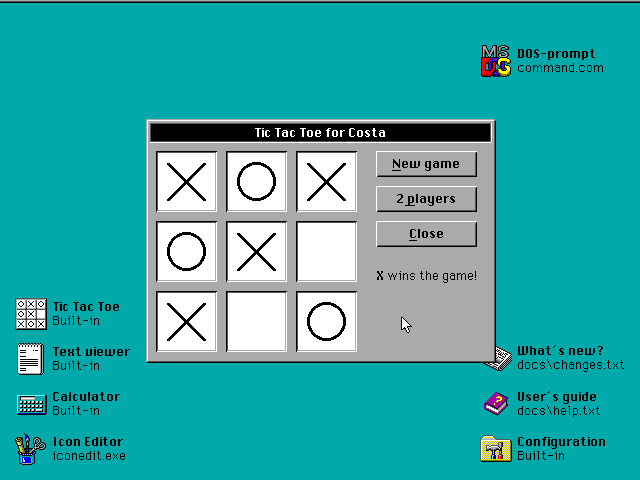 MS
DOS
DOS-prompt
command.com
Tic Tac Toe for Costa
X O X
O X
X O
New game
2 players
Close
X wins the game!
Tic Tac Toe
Built-in
Text viewer
Built-in
Calculator
Built-in
Icon Editor
iconedit.exe
What´s new?
docs\changes.txt
User´s guide
docs\help.txt
Configuration
Built-in